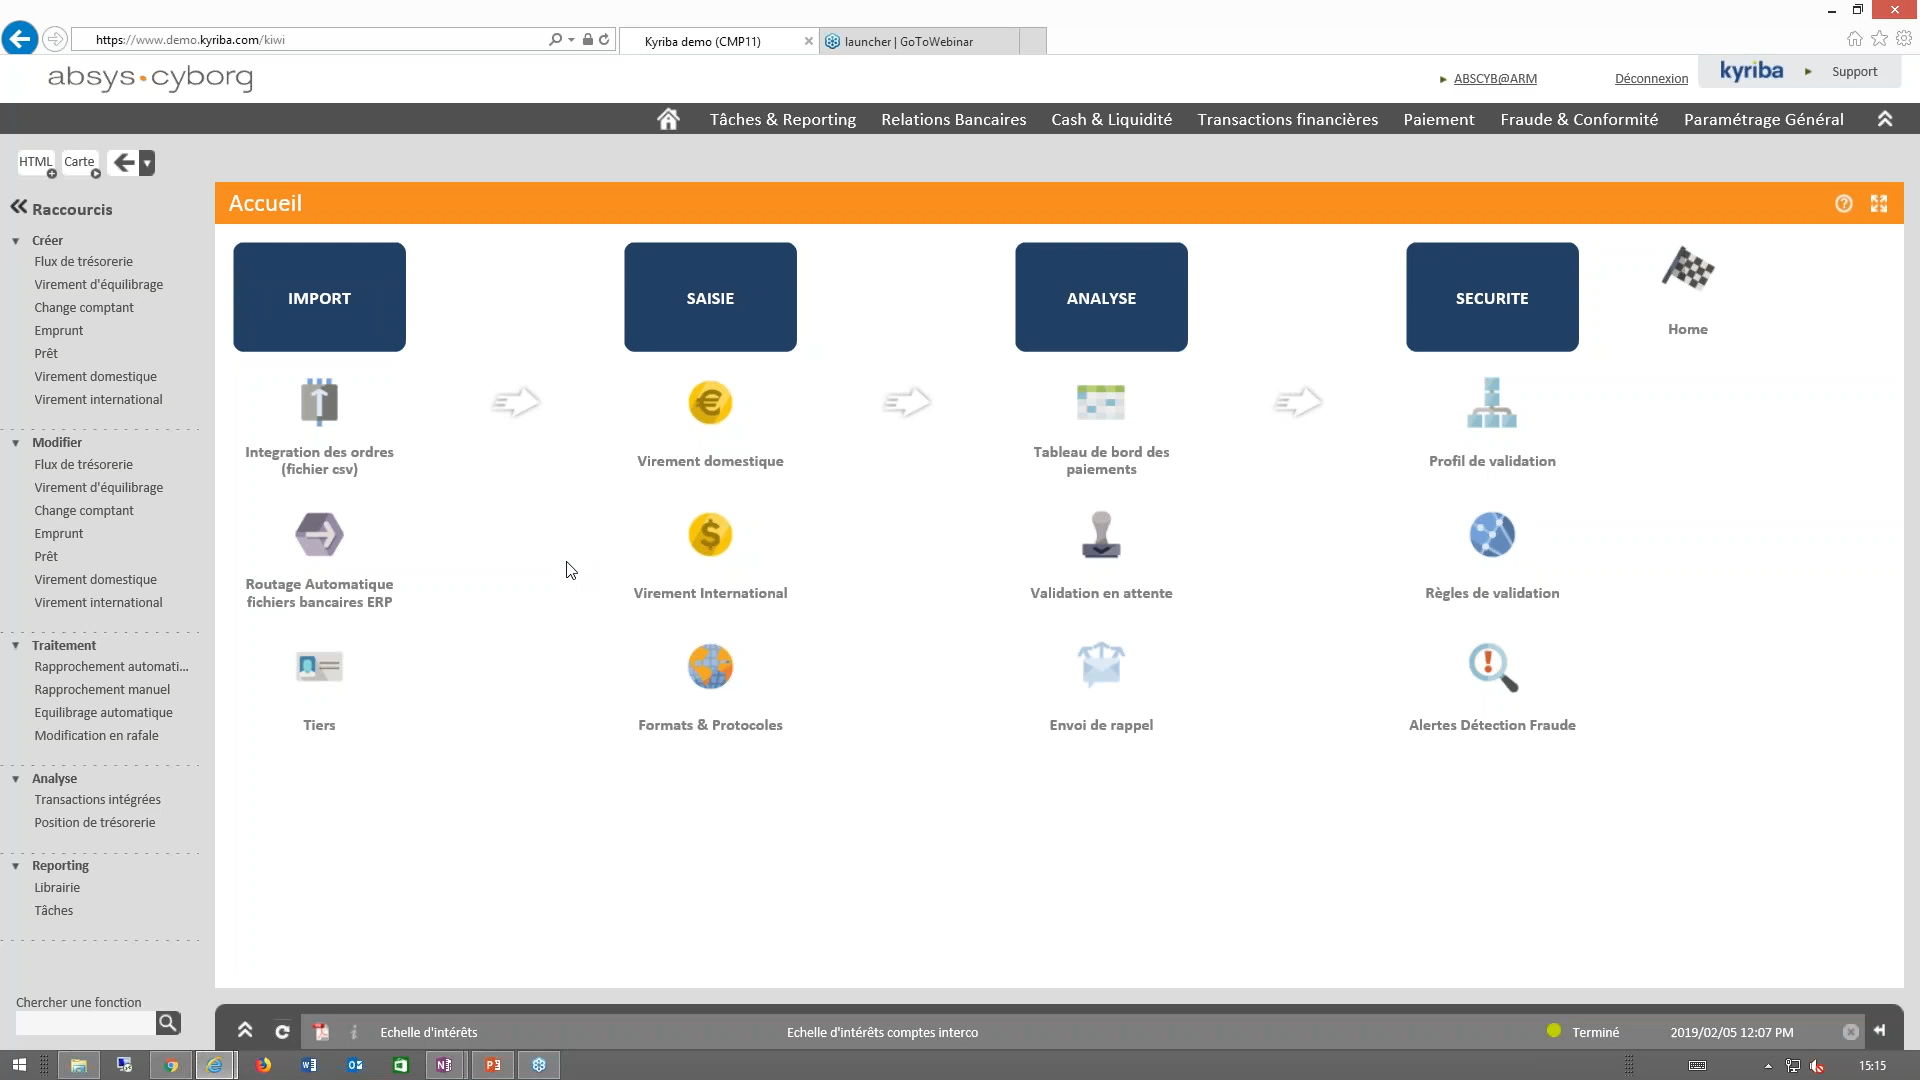 https://www.demo.kyriba.com/kiwi
Kyriba demo (CMP11)
launcher | GoToWebinar
absys•cyborg
ABSCYB@ARM
Déconnexion
kyriba
Support
Tâches & Reporting
Relations Bancaires
Cash & Liquidité
Transactions financières
Paiement
Fraude & Conformité
Paramétrage Général
HTML
Carte
Raccourcis
Créer
Flux de trésorerie
Virement d'équilibrage
Change comptant
Emprunt
Prêt
Virement domestique
Virement international
Modifier
Flux de trésorerie
Virement d'équilibrage
Change comptant
Emprunt
Prêt
Virement domestique
Virement international
Traitement
Rapprochement automati...
Rapprochement manuel
Equilibrage automatique
Modification en rafale
Analyse
Transactions intégrées
Position de trésorerie
Reporting
Librairie
Tâches
Chercher une fonction
Accueil
IMPORT
SAISIE
ANALYSE
SECURITE
Home
Integration des ordres
(fichier csv)
Virement domestique
Tableau de bord des
paiements
Profil de validation
Routage Automatique
fichiers bancaires ERP
Virement International
Validation en attente
Règles de validation
Tiers
Formats & Protocoles
Envoi de rappel
Alertes Détection Fraude
Echelle d'intérêts
Echelle d'intérêts comptes interco
Terminé
2019/02/05 12:07 PM
15:15